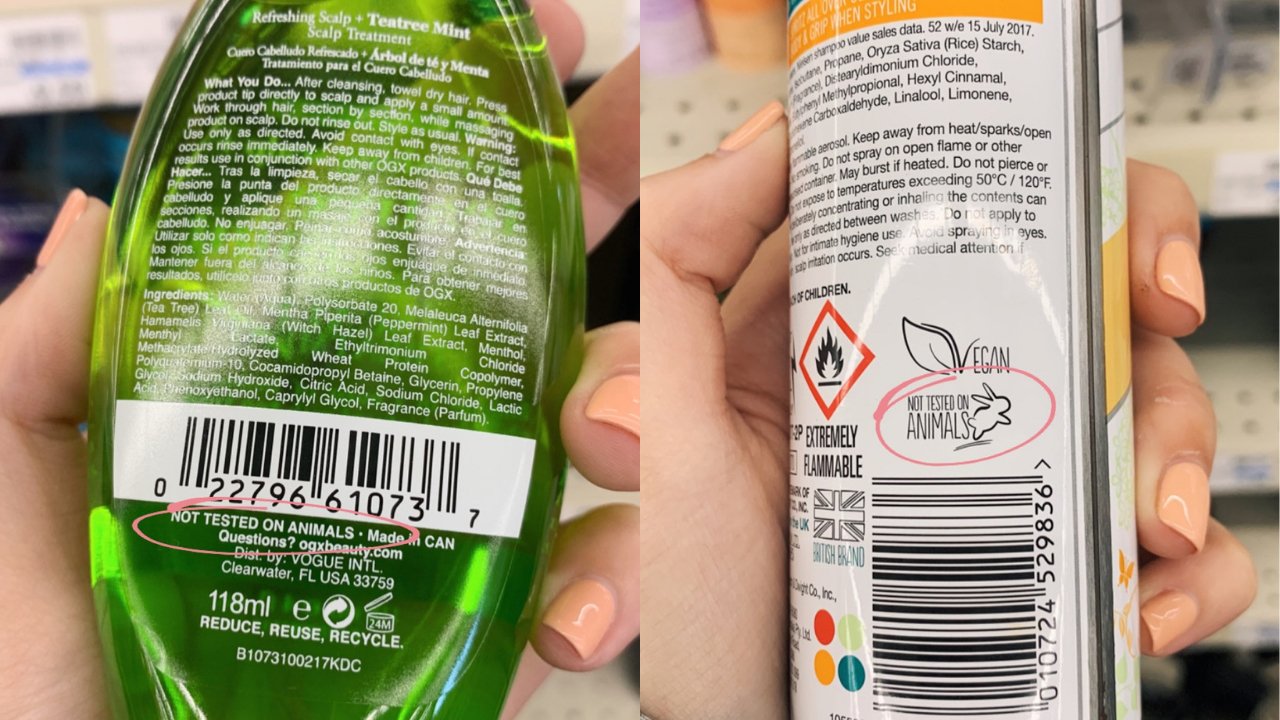 Refreshing Scalp + Teatree Mint
Scalp Treatment
Cuero Cabelludo Refrescado + Árbol de té y Menta
Tratamiento para el Cuero Cabelludo
What You Do... After cleansing, towel dry hair. Press
product tip directly to scalp and apply a small amount.
Work through hair, section by section, while massaging
product on scalp. Do not rinse out. Style as usual. Warning:
Use only as directed. Avoid contact with eyes. If contact
occurs rinse immediately. Keep away from children. For best
results use in conjunction with other OGX products. Qué Debe
Hacer... Tras la limpieza, secar el cabello con una toalla.
Presione la punta del producto directamente en el cuero
cabelludo y aplique una pequeña cantidad. Trabajar en
secciones, realizando un masaje con el producto en el cuero
cabelludo. No enjuagar. Peinar como acostumbre. Advertencia:
Utilizar solo como indican las instrucciones. Evitar el contacto con
los ojos. Si el producto cae en los ojos enjuague de inmediato.
Mantener fuera del alcance de los niños. Para obtener mejores
resultados, utilícelo junto con otros productos de OGX.
Ingredients: Water (Aqua), Polysorbate 20, Melaleuca Alternifolia
(Tea Tree) Leaf Oil, Mentha Piperita (Peppermint) Leaf Extract,
Hamamelis Virginiana (Witch Hazel) Leaf Extract, Menthol,
Menthyl Lactate, Ethyltrimonium Chloride
Methacrylate Hydrolyzed Wheat Protein Copolymer,
Polyquaternium-10, Cocamidopropyl Betaine, Glycerin, Propylene
Glycol, Sodium Hydroxide, Citric Acid, Sodium Chloride, Lactic
Acid, Phenoxyethanol, Caprylyl Glycol, Fragrance (Parfum).
0 22796 61073 7
NOT TESTED ON ANIMALS • Made in CAN
Questions? ogxbeauty.com
Dist. by: VOGUE INTL.
Clearwater, FL USA 33759
118ml e 24M
REDUCE, REUSE, RECYCLE.
B1073100217KDC
ALL OVER
& GRIP WHEN STYLING
shampoo value sales data. 52 w/e 15 July 2017.
Propane, Oryza Sativa (Rice) Starch,
Distearyldimonium Chloride,
Methylpropional, Hexyl Cinnamal,
Carboxaldehyde, Linalool, Limonene,
aerosol. Keep away from heat/sparks/open
smoking. Do not spray on open flame or other
container. May burst if heated. Do not pierce or
expose to temperatures exceeding 50°C / 120°F.
concentrating or inhaling the contents can
only as directed between washes. Do not apply to
Not for intimate hygiene use. Avoid spraying in eyes.
scalp irritation occurs. Seek medical attention if
OF CHILDREN.
VEGAN
NOT TESTED ON
ANIMALS
EXTREMELY
FLAMMABLE
BRITISH BRAND
010724 529836 >